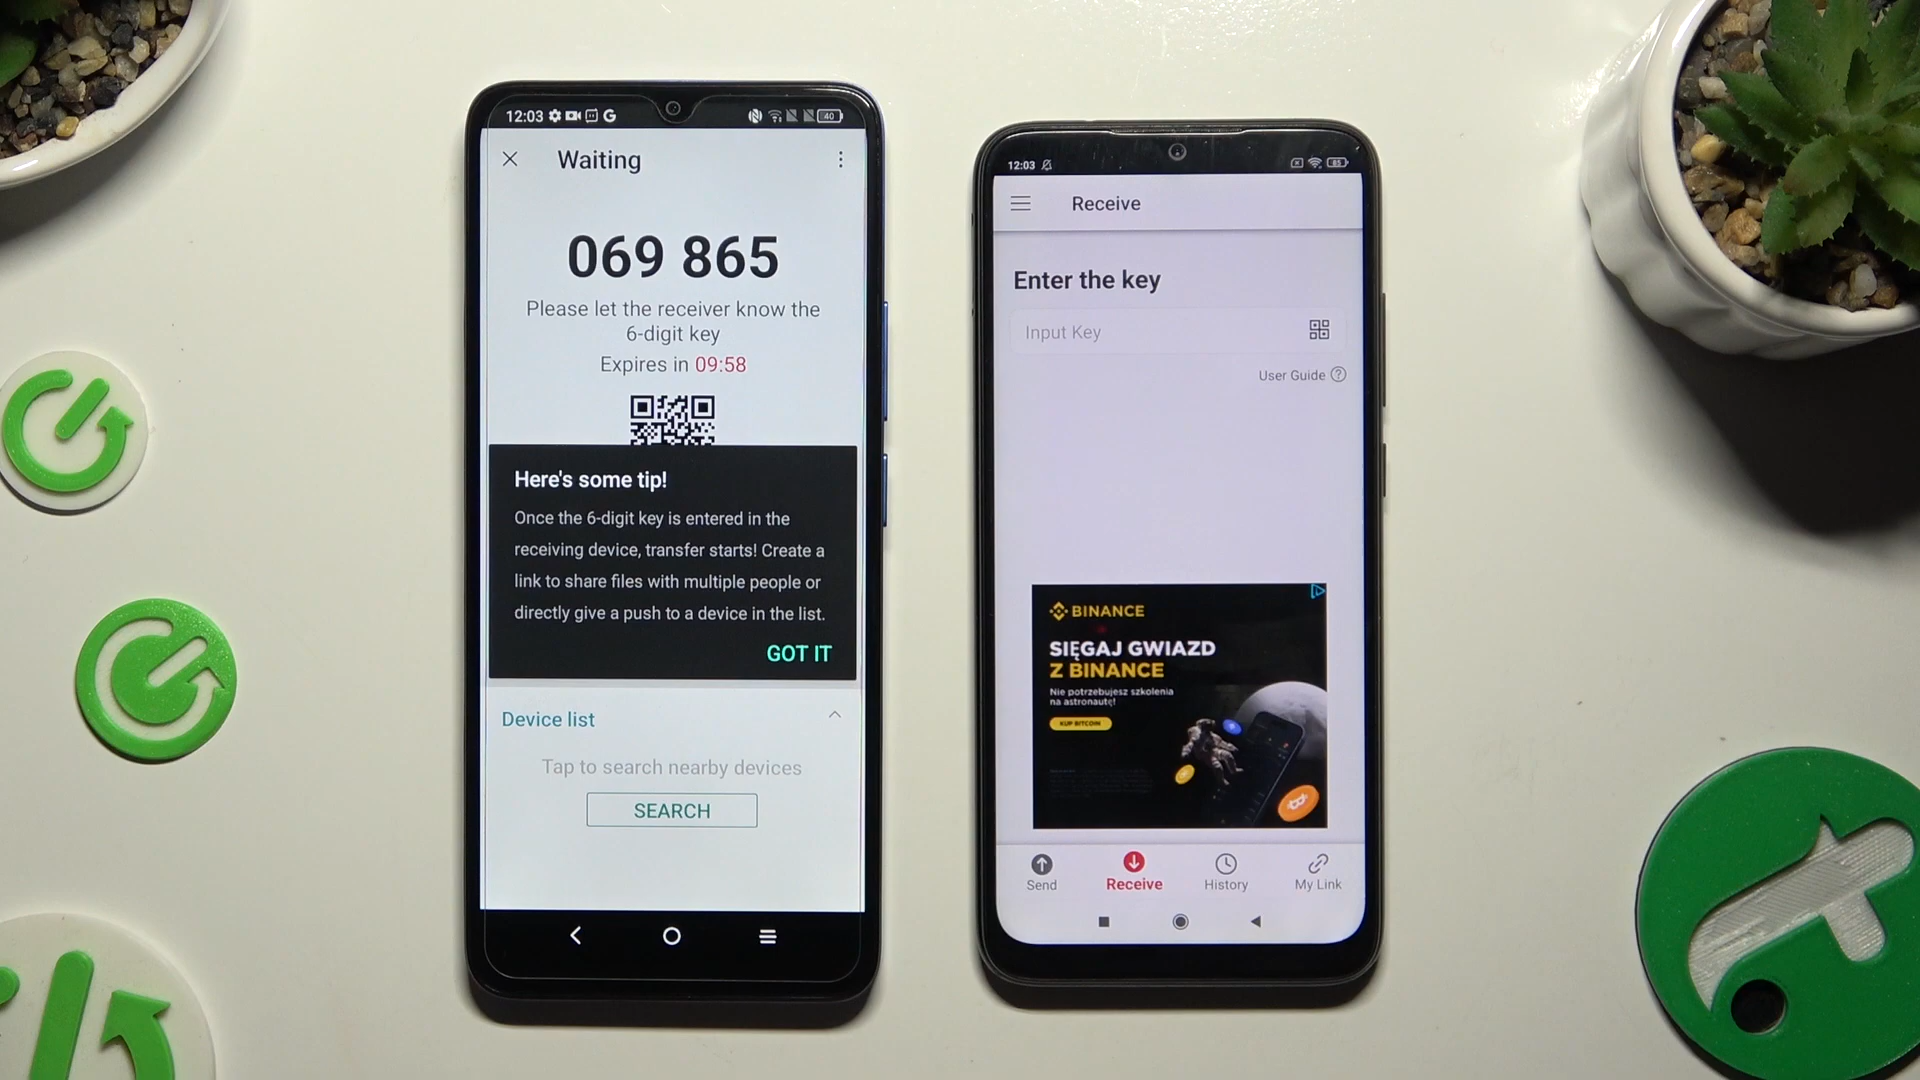 12:03
40
Waiting
069 865
Please let the receiver know the
6-digit key
Expires in 09:58
Here's some tip!
Once the 6-digit key is entered in the
receiving device, transfer starts! Create a
link to share files with multiple people or
directly give a push to a device in the list.
GOT IT
Device list
Tap to search nearby devices
SEARCH
12:03
85
Receive
Enter the key
Input Key
User Guide
BINANCE
SIĘGAJ GWIAZD
Z BINANCE
Nie potrzebujesz szkolenia
na astronautę!
KUP BITCOIN
Send
Receive
History
My Link